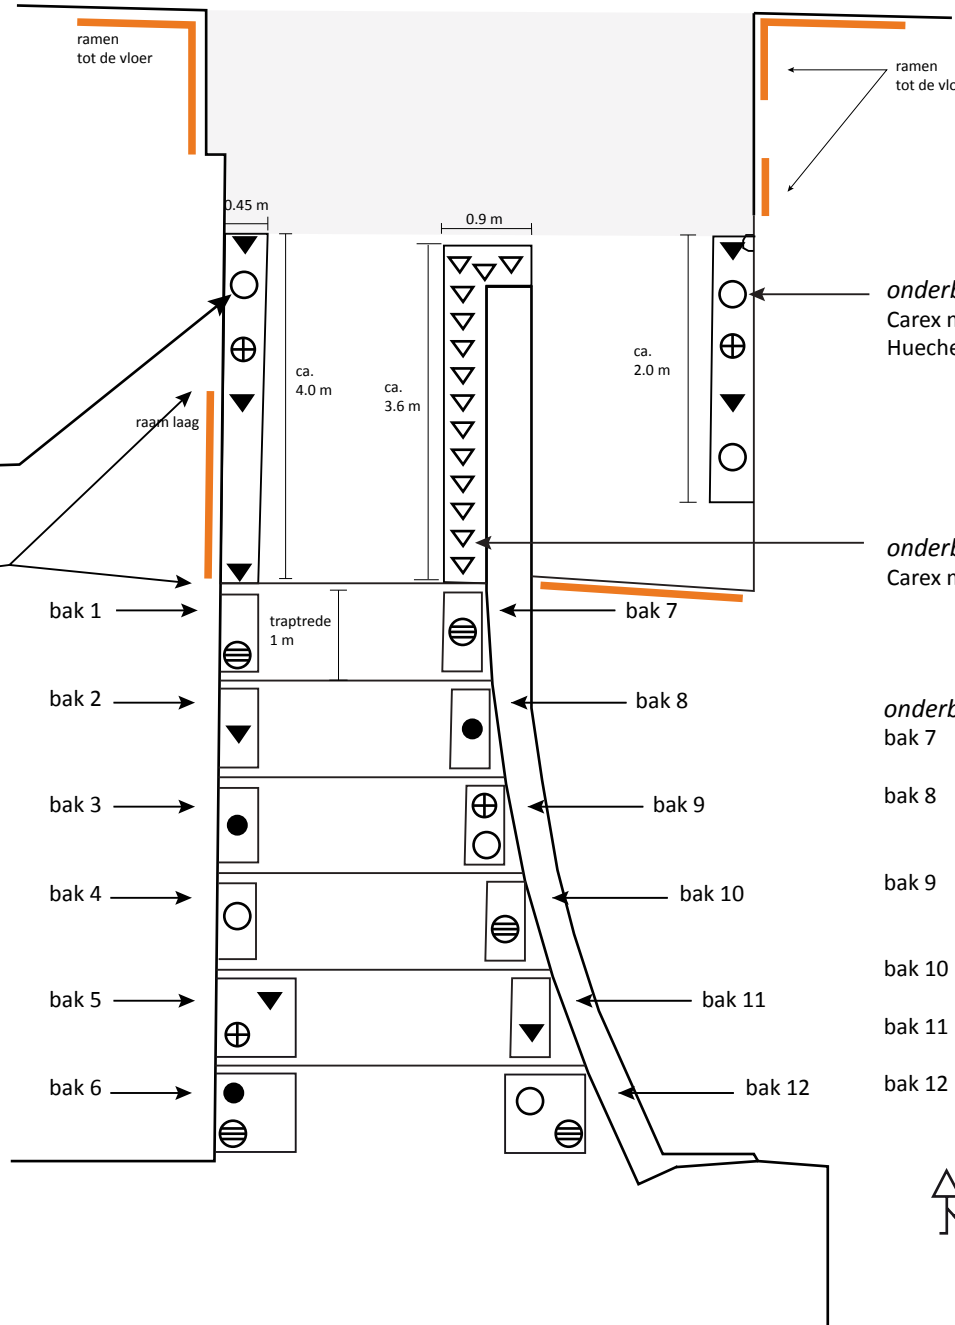 ramen
tot de vloer
ramen
tot de vlo
0.45 m
0.9 m
onderb
Carex m
Hueche
ca.
4.0 m
ca.
3.6 m
ca.
2.0 m
raam laag
onderb
Carex m
bak 1
traptrede
1 m
bak 7
bak 2
bak 8
onderb
bak 7
bak 3
bak 9
bak 8
bak 4
bak 10
bak 9
bak 5
bak 11
bak 10
bak 11
bak 6
bak 12
bak 12